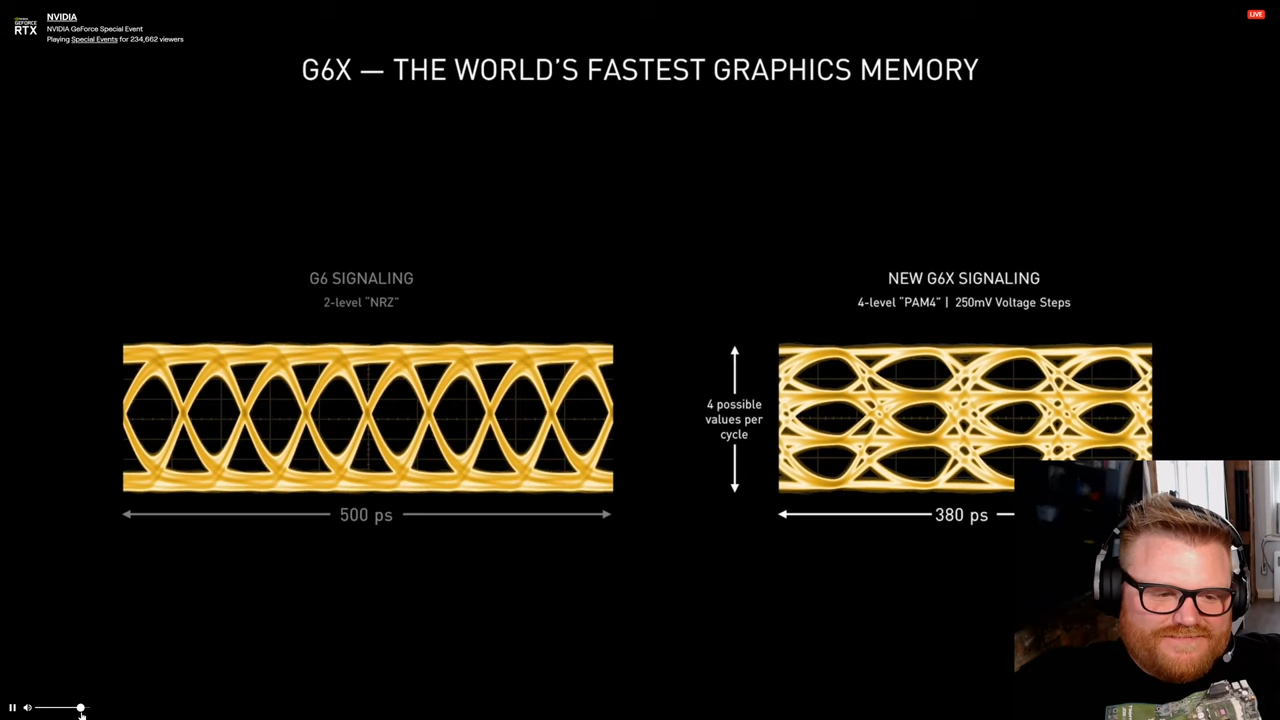 NVIDIA
GEFORCE
RTX
NVIDIA GeForce Special Event
Playing Special Events for 234,662 viewers
LIVE
G6X — THE WORLD'S FASTEST GRAPHICS MEMORY
G6 SIGNALING
2-level "NRZ"
500 ps
NEW G6X SIGNALING
4-level "PAM4" | 250mV Voltage Steps
4 possible
values per
cycle
380 ps